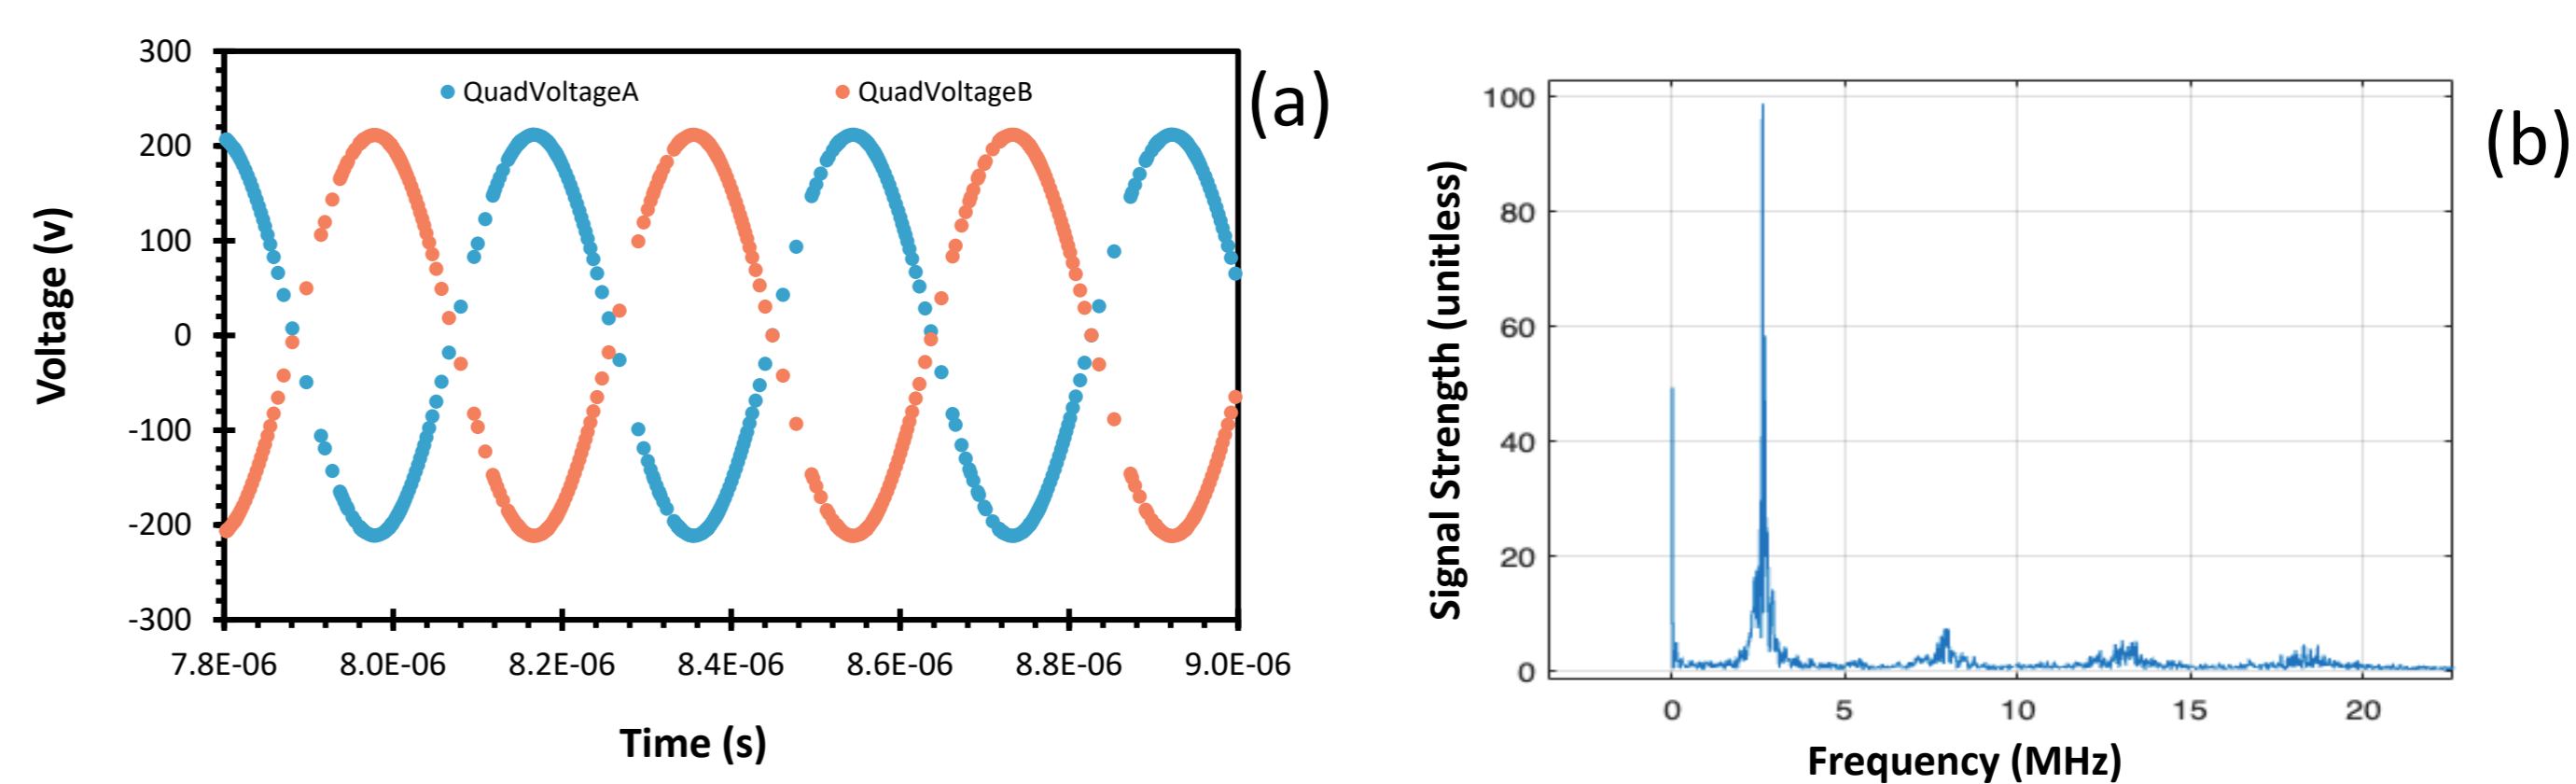 (a)
QuadVoltageA
QuadVoltageB
Voltage (v)
300
200
100
0
-100
-200
-300
7.8E-06 8.0E-06 8.2E-06 8.4E-06 8.6E-06 8.8E-06 9.0E-06
Time (s)
(b)
Signal Strength (unitless)
100
80
60
40
20
0
0 5 10 15 20
Frequency (MHz)